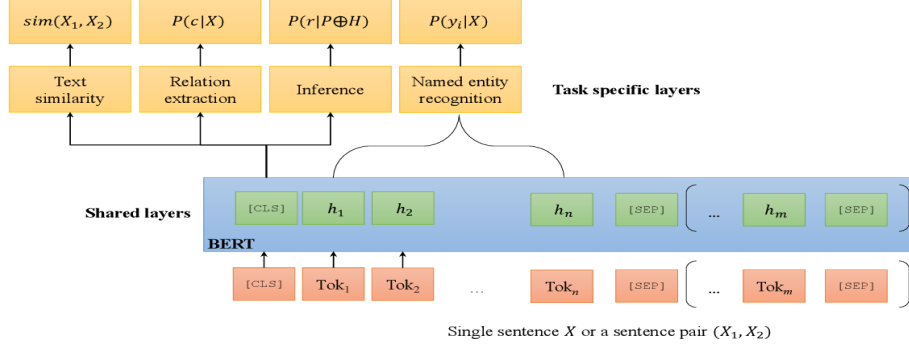 sim(X₁, X₂) P(c|X) P(r|P⊕H) P(yᵢ|X)
Text
similarity
Relation
extraction
Inference
Named entity
recognition
Task specific layers
Shared layers
[CLS] h₁ h₂ hₙ [SEP] ( ... hₘ [SEP] )
BERT
[CLS] Tok₁ Tok₂ ... Tokₙ [SEP] ( ... Tokₘ [SEP] )
Single sentence X or a sentence pair (X₁, X₂)